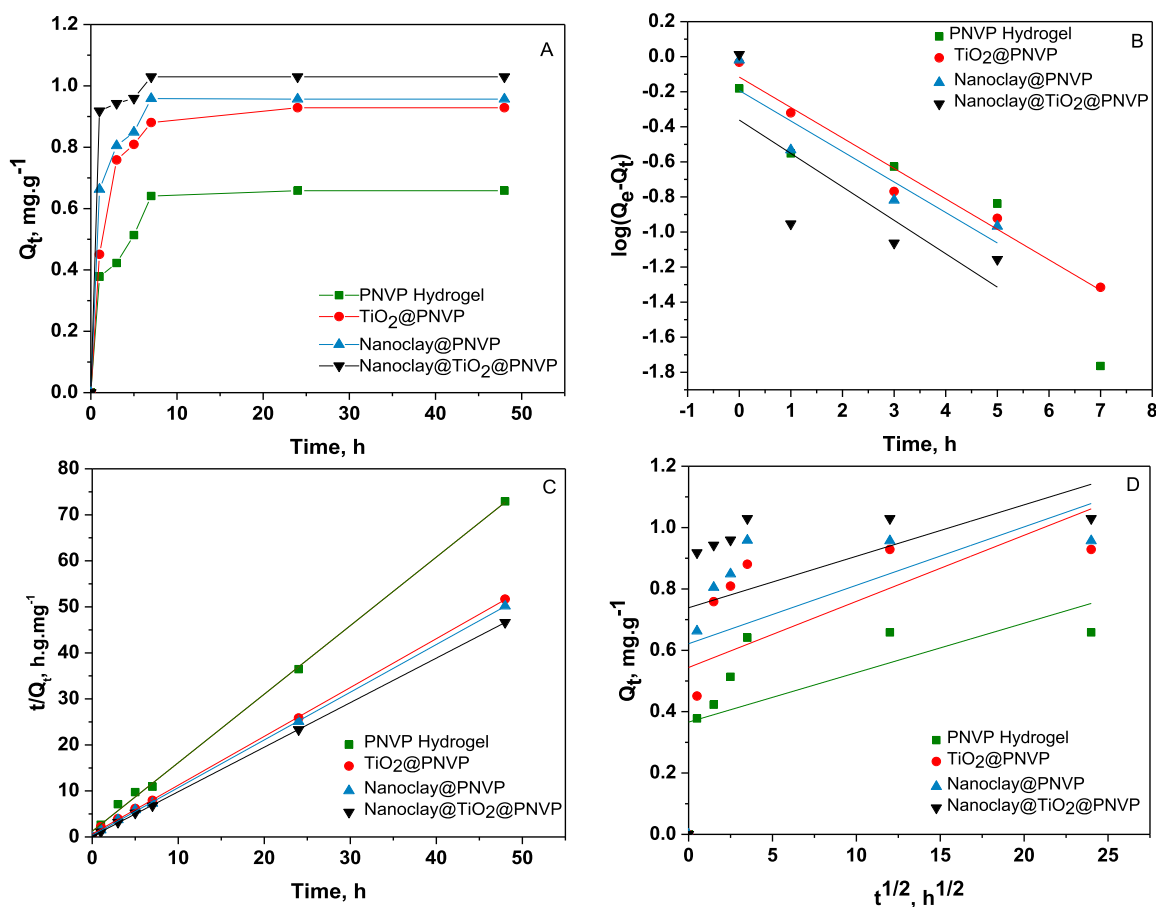 A
1.2
1.0
0.8
0.6
0.4
0.2
0.0
Qt, mg.g-1
PNVP Hydrogel
TiO2@PNVP
Nanoclay@PNVP
Nanoclay@TiO2@PNVP
0 10 20 30 40 50
Time, h
B
0.2
0.0
-0.2
-0.4
-0.6
-0.8
-1.0
-1.2
-1.4
-1.6
-1.8
log(Qe-Qt)
PNVP Hydrogel
TiO2@PNVP
Nanoclay@PNVP
Nanoclay@TiO2@PNVP
-1 0 1 2 3 4 5 6 7 8
Time, h
C
80
70
60
50
40
30
20
10
0
t/Qt, h.g.mg-1
PNVP Hydrogel
TiO2@PNVP
Nanoclay@PNVP
Nanoclay@TiO2@PNVP
0 10 20 30 40 50
Time, h
D
1.2
1.0
0.8
0.6
0.4
0.2
0.0
Qt, mg.g-1
PNVP Hydrogel
TiO2@PNVP
Nanoclay@PNVP
Nanoclay@TiO2@PNVP
0 5 10 15 20 25
t1/2, h1/2